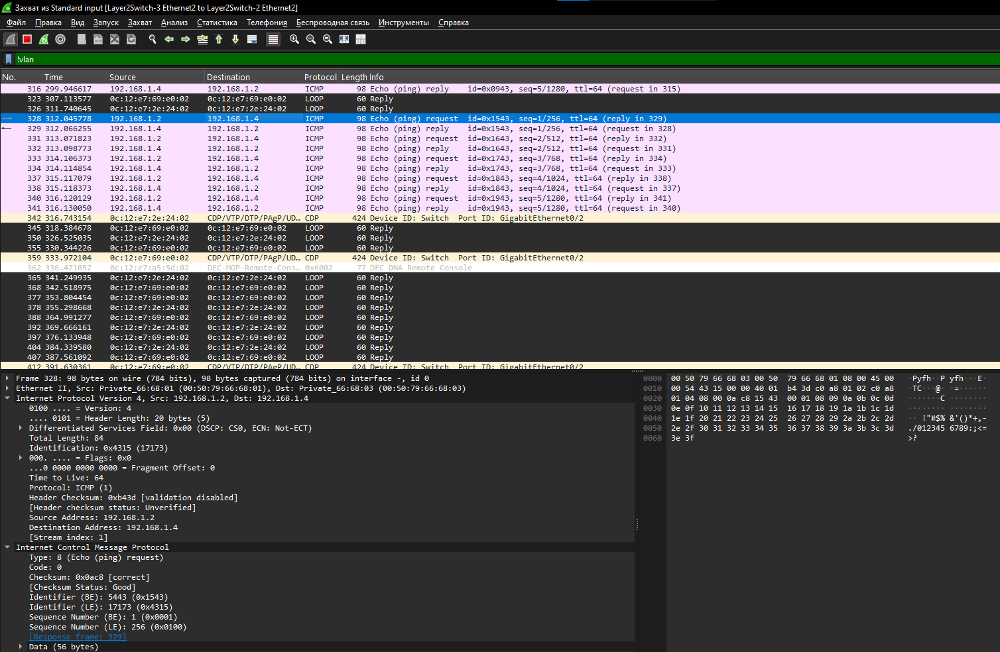 Захват из Standard input [Layer2Switch-3 Ethernet2 to Layer2Switch-2 Ethernet2]
Файл Правка Вид Запуск Захват Анализ Статистика Телефония Беспроводная связь Инструменты Справка
!vlan
No. Time Source Destination Protocol Length Info
316 299.946617 192.168.1.4 192.168.1.2 ICMP 98 Echo (ping) reply id=0x0943, seq=5/1280, ttl=64 (request in 315)
323 307.113577 0c:12:e7:69:e0:02 0c:12:e7:69:e0:02 LOOP 60 Reply
326 311.740645 0c:12:e7:2e:24:02 0c:12:e7:2e:24:02 LOOP 60 Reply
328 312.045778 192.168.1.2 192.168.1.4 ICMP 98 Echo (ping) request id=0x1543, seq=1/256, ttl=64 (reply in 329)
329 312.066255 192.168.1.4 192.168.1.2 ICMP 98 Echo (ping) reply id=0x1543, seq=1/256, ttl=64 (request in 328)
331 313.071823 192.168.1.2 192.168.1.4 ICMP 98 Echo (ping) request id=0x1643, seq=2/512, ttl=64 (reply in 332)
332 313.098773 192.168.1.4 192.168.1.2 ICMP 98 Echo (ping) reply id=0x1643, seq=2/512, ttl=64 (request in 331)
333 314.106373 192.168.1.2 192.168.1.4 ICMP 98 Echo (ping) request id=0x1743, seq=3/768, ttl=64 (reply in 334)
334 314.114854 192.168.1.4 192.168.1.2 ICMP 98 Echo (ping) reply id=0x1743, seq=3/768, ttl=64 (request in 333)
337 315.117079 192.168.1.2 192.168.1.4 ICMP 98 Echo (ping) request id=0x1843, seq=4/1024, ttl=64 (reply in 338)
338 315.118373 192.168.1.4 192.168.1.2 ICMP 98 Echo (ping) reply id=0x1843, seq=4/1024, ttl=64 (request in 337)
340 316.120129 192.168.1.2 192.168.1.4 ICMP 98 Echo (ping) request id=0x1943, seq=5/1280, ttl=64 (reply in 341)
341 316.130050 192.168.1.4 192.168.1.2 ICMP 98 Echo (ping) reply id=0x1943, seq=5/1280, ttl=64 (request in 340)
342 316.743154 0c:12:e7:2e:24:02 CDP/VTP/DTP/PAgP/UD… CDP 424 Device ID: Switch Port ID: GigabitEthernet0/2
345 318.384678 0c:12:e7:69:e0:02 0c:12:e7:69:e0:02 LOOP 60 Reply
350 326.525035 0c:12:e7:2e:24:02 0c:12:e7:2e:24:02 LOOP 60 Reply
355 330.344226 0c:12:e7:69:e0:02 0c:12:e7:69:e0:02 LOOP 60 Reply
359 333.972104 0c:12:e7:69:e0:02 CDP/VTP/DTP/PAgP/UD… CDP 424 Device ID: Switch Port ID: GigabitEthernet0/2
362 336.471052 0c:12:e7:a5:5d:02 DEC-MOP-Remote-Cons… 0x6002 77 DEC DNA Remote Console
365 341.249935 0c:12:e7:2e:24:02 0c:12:e7:2e:24:02 LOOP 60 Reply
368 342.518975 0c:12:e7:69:e0:02 0c:12:e7:69:e0:02 LOOP 60 Reply
377 353.804454 0c:12:e7:69:e0:02 0c:12:e7:69:e0:02 LOOP 60 Reply
378 355.298668 0c:12:e7:2e:24:02 0c:12:e7:2e:24:02 LOOP 60 Reply
388 364.991277 0c:12:e7:69:e0:02 0c:12:e7:69:e0:02 LOOP 60 Reply
392 369.666161 0c:12:e7:2e:24:02 0c:12:e7:2e:24:02 LOOP 60 Reply
397 376.133948 0c:12:e7:69:e0:02 0c:12:e7:69:e0:02 LOOP 60 Reply
404 384.339580 0c:12:e7:2e:24:02 0c:12:e7:2e:24:02 LOOP 60 Reply
407 387.561092 0c:12:e7:69:e0:02 0c:12:e7:69:e0:02 LOOP 60 Reply
412 391.630361 0c:12:e7:69:e0:02 CDP/VTP/DTP/PAgP/UD… CDP 424 Device ID: Switch Port ID: GigabitEthernet0/2
Frame 328: 98 bytes on wire (784 bits), 98 bytes captured (784 bits) on interface -, id 0
Ethernet II, Src: Private_66:68:01 (00:50:79:66:68:01), Dst: Private_66:68:03 (00:50:79:66:68:03)
Internet Protocol Version 4, Src: 192.168.1.2, Dst: 192.168.1.4
0100 .... = Version: 4
.... 0101 = Header Length: 20 bytes (5)
Differentiated Services Field: 0x00 (DSCP: CS0, ECN: Not-ECT)
Total Length: 84
Identification: 0x4315 (17173)
000. .... = Flags: 0x0
...0 0000 0000 0000 = Fragment Offset: 0
Time to Live: 64
Protocol: ICMP (1)
Header Checksum: 0xb43d [validation disabled]
[Header checksum status: Unverified]
Source Address: 192.168.1.2
Destination Address: 192.168.1.4
[Stream index: 1]
Internet Control Message Protocol
Type: 8 (Echo (ping) request)
Code: 0
Checksum: 0x0ac8 [correct]
[Checksum Status: Good]
Identifier (BE): 5443 (0x1543)
Identifier (LE): 17173 (0x4315)
Sequence Number (BE): 1 (0x0001)
Sequence Number (LE): 256 (0x0100)
[Response frame: 329]
Data (56 bytes)
0000 00 50 79 66 68 03 00 50 79 66 68 01 08 00 45 00 ·Pyfh··P yfh···E·
0010 00 54 43 15 00 00 40 01 b4 3d c0 a8 01 02 c0 a8 ·TC···@· ·=······
0020 01 04 08 00 0a c8 15 43 00 01 08 09 0a 0b 0c 0d ·······C ········
0030 0e 0f 10 11 12 13 14 15 16 17 18 19 1a 1b 1c 1d ········ ········
0040 1e 1f 20 21 22 23 24 25 26 27 28 29 2a 2b 2c 2d ·· !"#$% &'()*+,-
0050 2e 2f 30 31 32 33 34 35 36 37 38 39 3a 3b 3c 3d ./012345 6789:;<=
0060 3e 3f >?